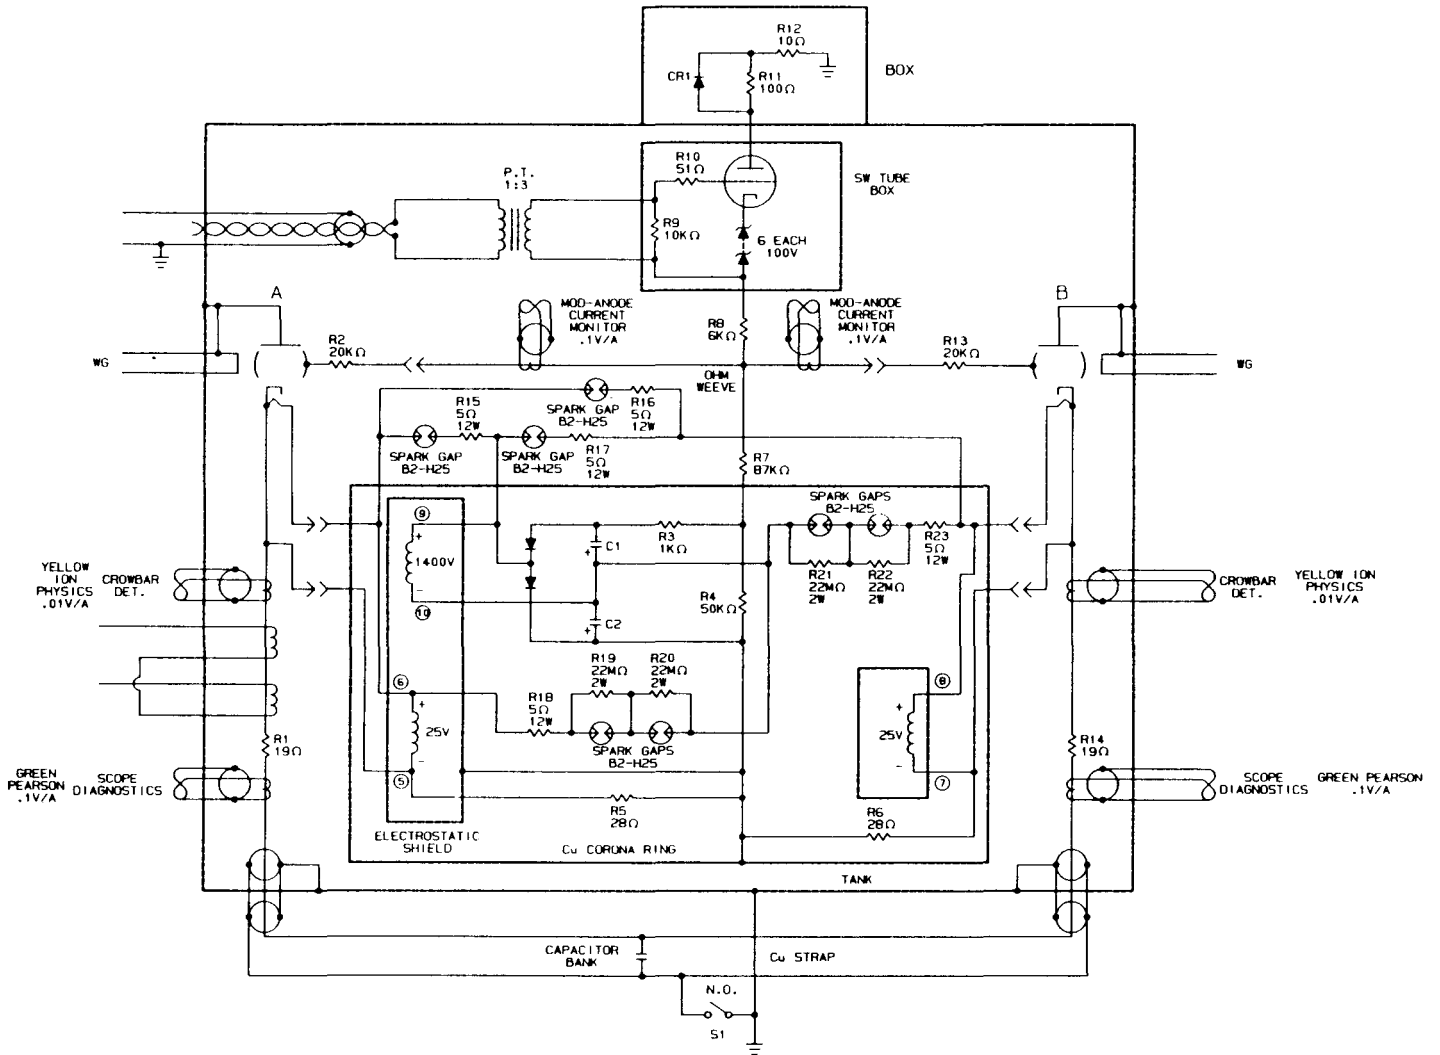 R12
10Ω
CR1
R11
100Ω
BOX
R10
51Ω
P.T.
1:3
SW TUBE
BOX
R9
10KΩ
6 EACH
100V
A
B
MOD-ANODE
CURRENT
MONITOR
.1V/A
MOD-ANODE
CURRENT
MONITOR
.1V/A
R8
6KΩ
R2
20KΩ
R13
20KΩ
WG
WG
OHM
WEEVE
R15
5Ω
12W
SPARK GAP
B2-H25
R16
5Ω
12W
SPARK GAP
B2-H25
SPARK GAP
B2-H25
R17
5Ω
12W
R7
87KΩ
SPARK GAPS
B2-H25
9
+
1400V
-
10
R3
1KΩ
C1
+
R23
5Ω
12W
R21
22MΩ
2W
R22
22MΩ
2W
YELLOW
ION
PHYSICS
.01V/A
CROWBAR
DET.
R4
50KΩ
C2
+
CROWBAR
DET.
YELLOW ION
PHYSICS
.01V/A
R19
22MΩ
2W
R20
22MΩ
2W
6
+
25V
-
5
R18
5Ω
12W
SPARK GAPS
B2-H25
8
+
25V
-
7
R1
19Ω
R14
19Ω
GREEN
PEARSON
.1V/A
SCOPE
DIAGNOSTICS
R5
28Ω
R6
28Ω
SCOPE
DIAGNOSTICS
GREEN PEARSON
.1V/A
ELECTROSTATIC
SHIELD
Cu CORONA RING
TANK
CAPACITOR
BANK
Cu STRAP
N.O.
S1